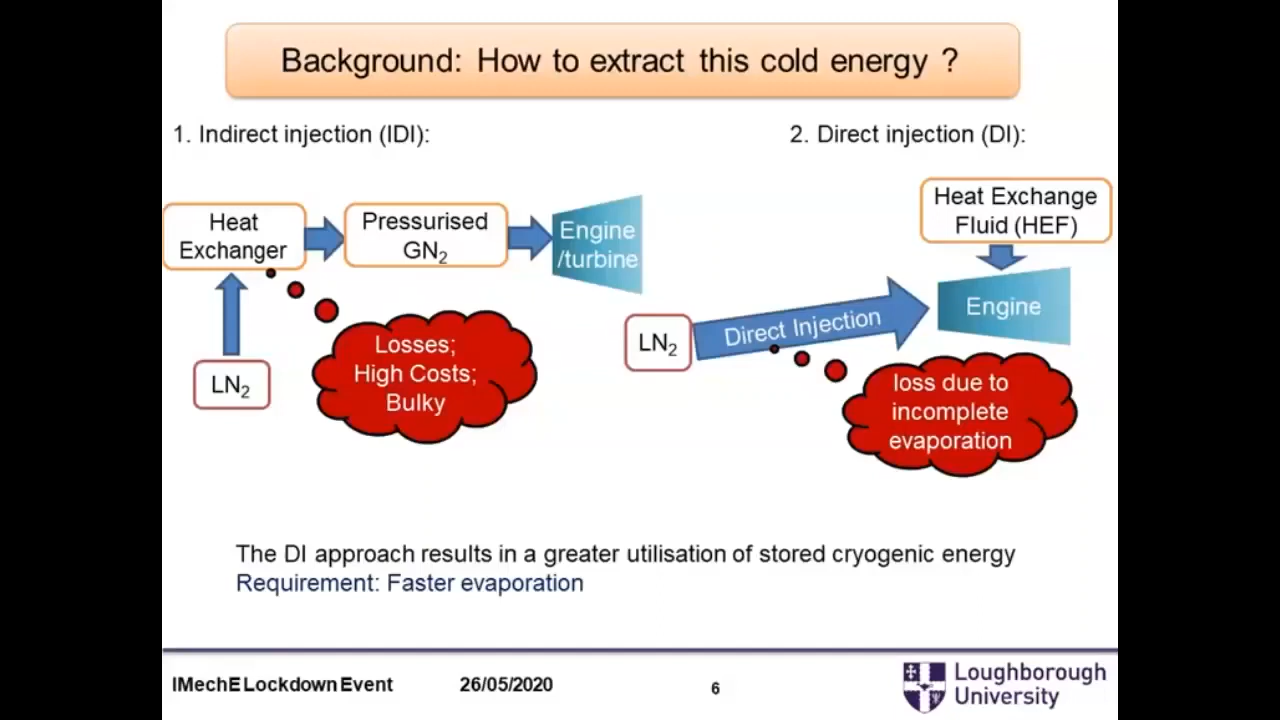 Background: How to extract this cold energy ?
1. Indirect injection (IDI):
Heat
Exchanger
Pressurised
GN₂
Engine
/turbine
LN₂
Losses;
High Costs;
Bulky
2. Direct injection (DI):
Heat Exchange
Fluid (HEF)
Engine
LN₂
Direct Injection
loss due to
incomplete
evaporation
The DI approach results in a greater utilisation of stored cryogenic energy
Requirement: Faster evaporation
IMechE Lockdown Event
26/05/2020
6
Loughborough
University